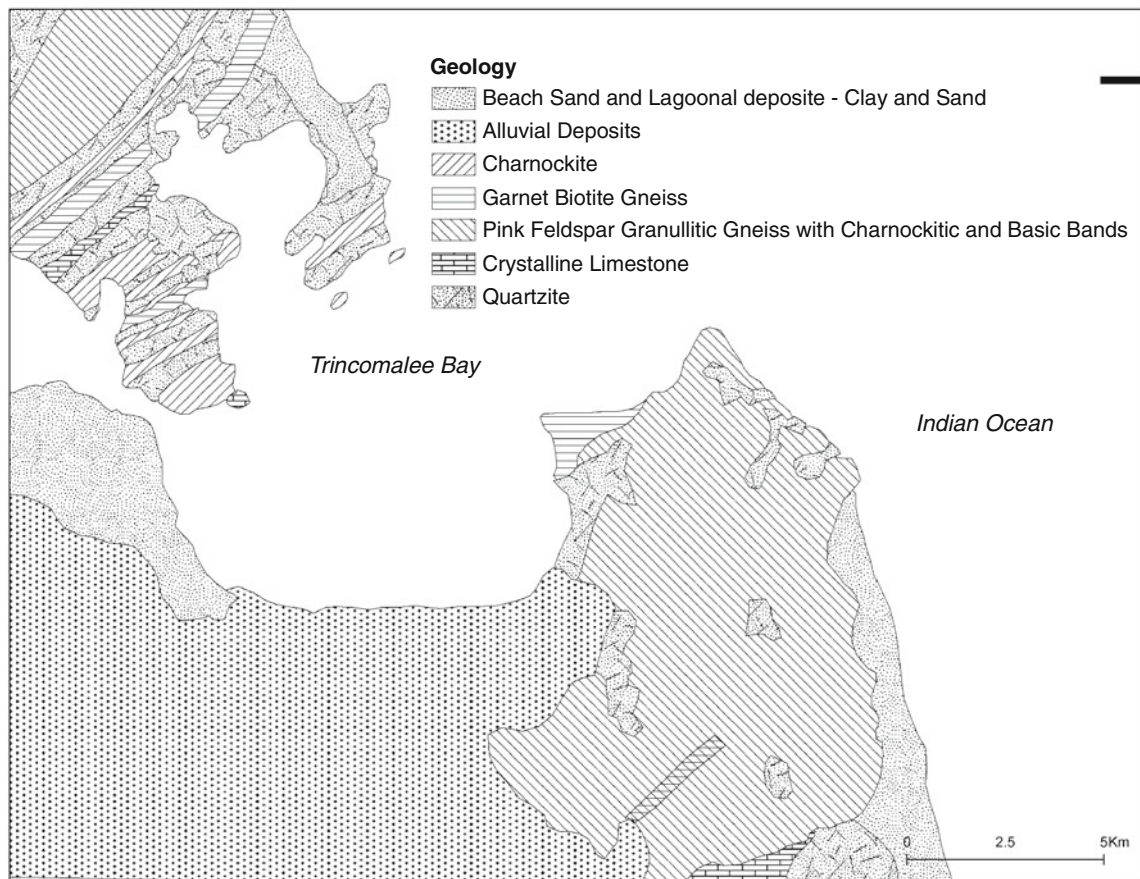 Geology
Beach Sand and Lagoonal deposite - Clay and Sand
Alluvial Deposits
Charnockite
Garnet Biotite Gneiss
Pink Feldspar Granullitic Gneiss with Charnockitic and Basic Bands
Crystalline Limestone
Quartzite
Trincomalee Bay
Indian Ocean
0 2.5 5Km